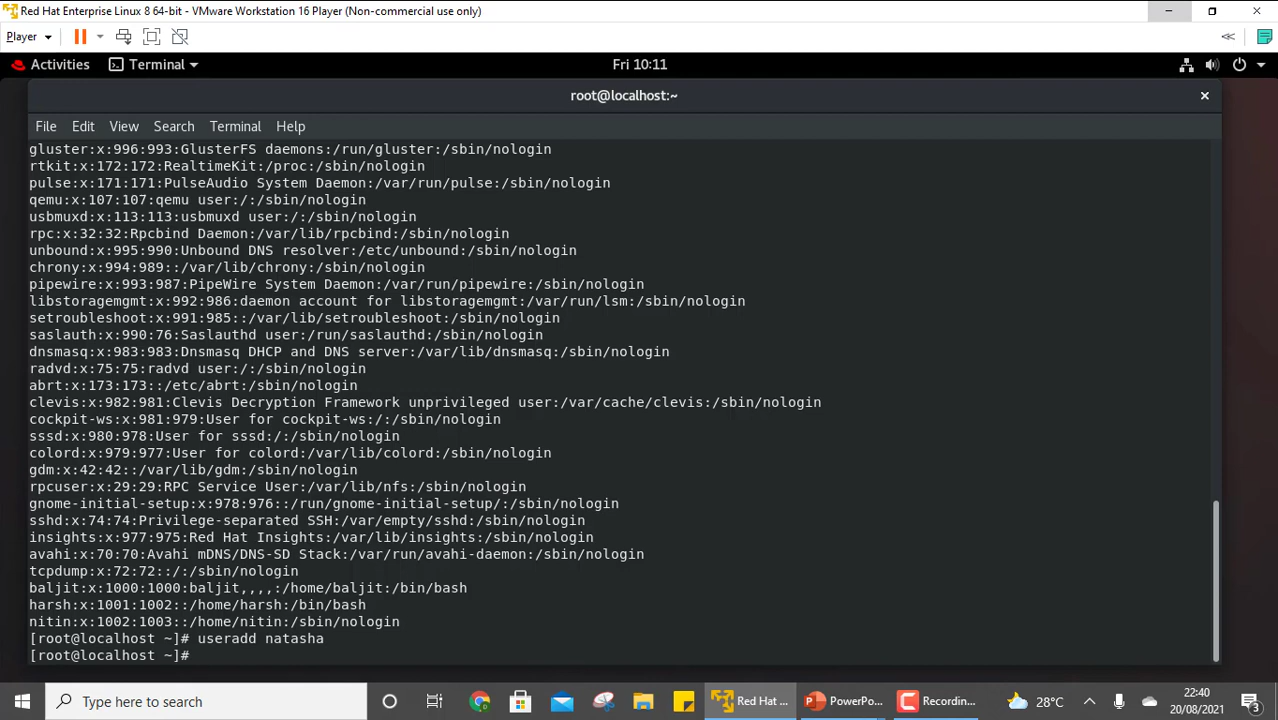 Red Hat Enterprise Linux 8 64-bit - VMware Workstation 16 Player (Non-commercial use only)
Player
Activities Terminal Fri 10:11
root@localhost:~
File Edit View Search Terminal Help
gluster:x:996:993:GlusterFS daemons:/run/gluster:/sbin/nologin
rtkit:x:172:172:RealtimeKit:/proc:/sbin/nologin
pulse:x:171:171:PulseAudio System Daemon:/var/run/pulse:/sbin/nologin
qemu:x:107:107:qemu user:/:/sbin/nologin
usbmuxd:x:113:113:usbmuxd user:/:/sbin/nologin
rpc:x:32:32:Rpcbind Daemon:/var/lib/rpcbind:/sbin/nologin
unbound:x:995:990:Unbound DNS resolver:/etc/unbound:/sbin/nologin
chrony:x:994:989::/var/lib/chrony:/sbin/nologin
pipewire:x:993:987:PipeWire System Daemon:/var/run/pipewire:/sbin/nologin
libstoragemgmt:x:992:986:daemon account for libstoragemgmt:/var/run/lsm:/sbin/nologin
setroubleshoot:x:991:985::/var/lib/setroubleshoot:/sbin/nologin
saslauth:x:990:76:Saslauthd user:/run/saslauthd:/sbin/nologin
dnsmasq:x:983:983:Dnsmasq DHCP and DNS server:/var/lib/dnsmasq:/sbin/nologin
radvd:x:75:75:radvd user:/:/sbin/nologin
abrt:x:173:173::/etc/abrt:/sbin/nologin
clevis:x:982:981:Clevis Decryption Framework unprivileged user:/var/cache/clevis:/sbin/nologin
cockpit-ws:x:981:979:User for cockpit-ws:/:/sbin/nologin
sssd:x:980:978:User for sssd:/:/sbin/nologin
colord:x:979:977:User for colord:/var/lib/colord:/sbin/nologin
gdm:x:42:42::/var/lib/gdm:/sbin/nologin
rpcuser:x:29:29:RPC Service User:/var/lib/nfs:/sbin/nologin
gnome-initial-setup:x:978:976::/run/gnome-initial-setup/:/sbin/nologin
sshd:x:74:74:Privilege-separated SSH:/var/empty/sshd:/sbin/nologin
insights:x:977:975:Red Hat Insights:/var/lib/insights:/sbin/nologin
avahi:x:70:70:Avahi mDNS/DNS-SD Stack:/var/run/avahi-daemon:/sbin/nologin
tcpdump:x:72:72::/:/sbin/nologin
baljit:x:1000:1000:baljit,,,,:/home/baljit:/bin/bash
harsh:x:1001:1002::/home/harsh:/bin/bash
nitin:x:1002:1003::/home/nitin:/sbin/nologin
[root@localhost ~]# useradd natasha
[root@localhost ~]#
Type here to search Red Hat ... PowerPo... Recordin... 28°C 22:40
20/08/2021 3